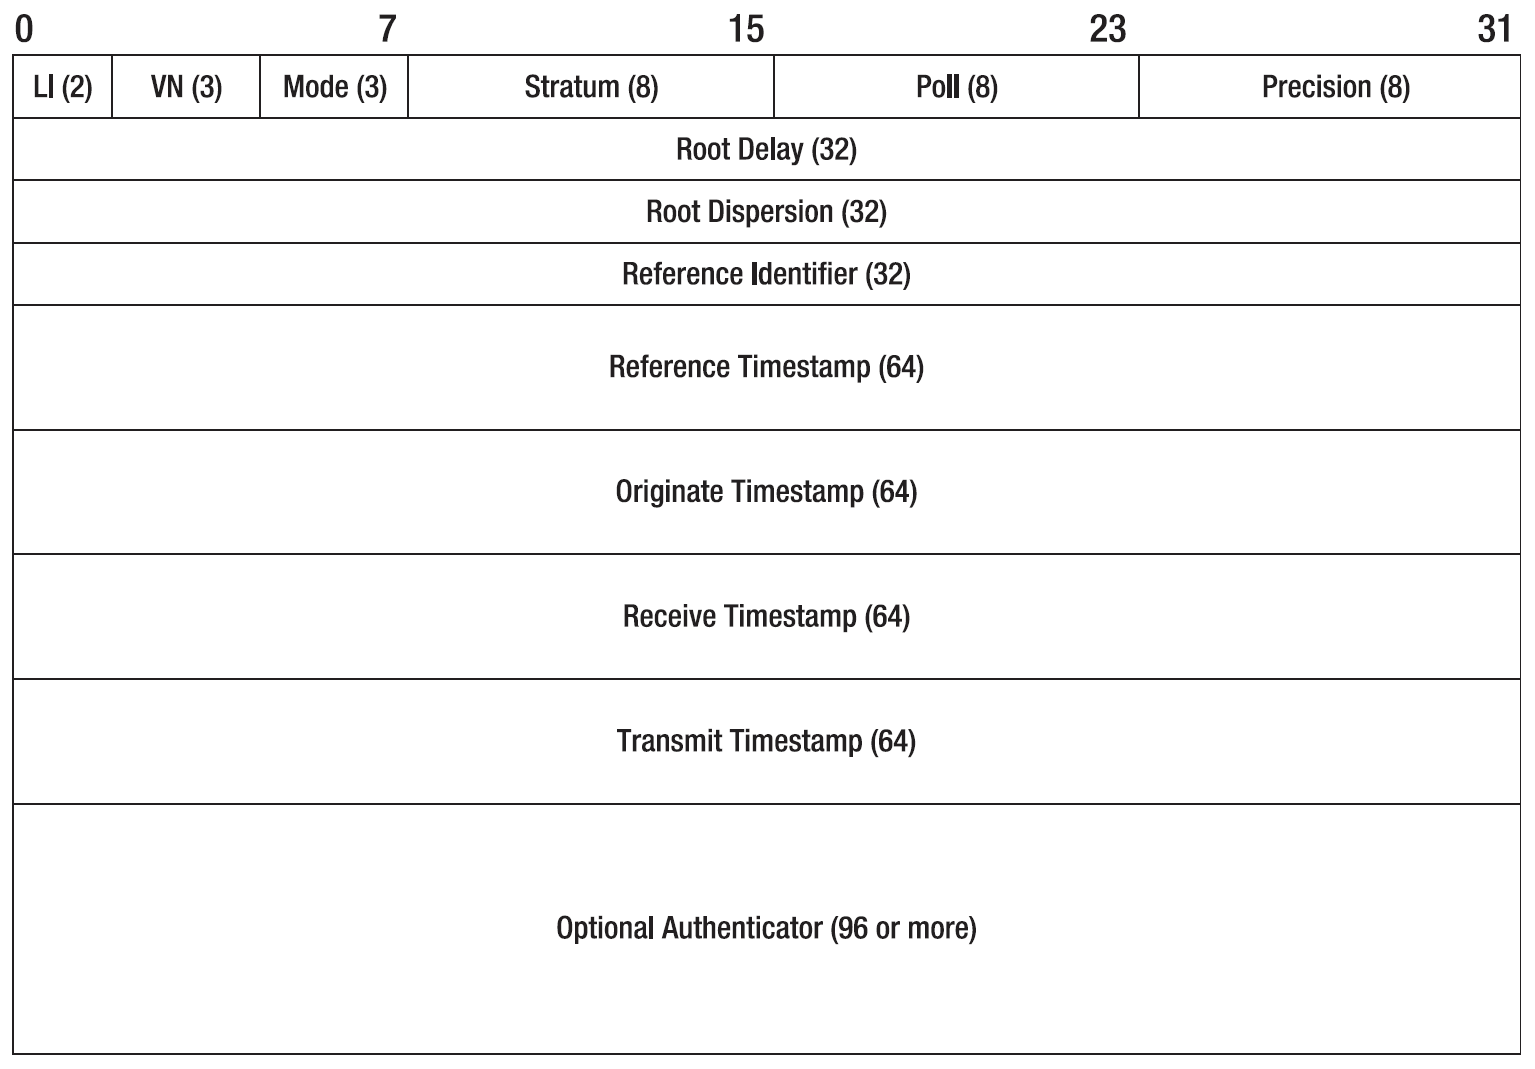 0 7 15 23 31
LI (2) VN (3) Mode (3) Stratum (8) Poll (8) Precision (8)
Root Delay (32)
Root Dispersion (32)
Reference Identifier (32)
Reference Timestamp (64)
Originate Timestamp (64)
Receive Timestamp (64)
Transmit Timestamp (64)
Optional Authenticator (96 or more)